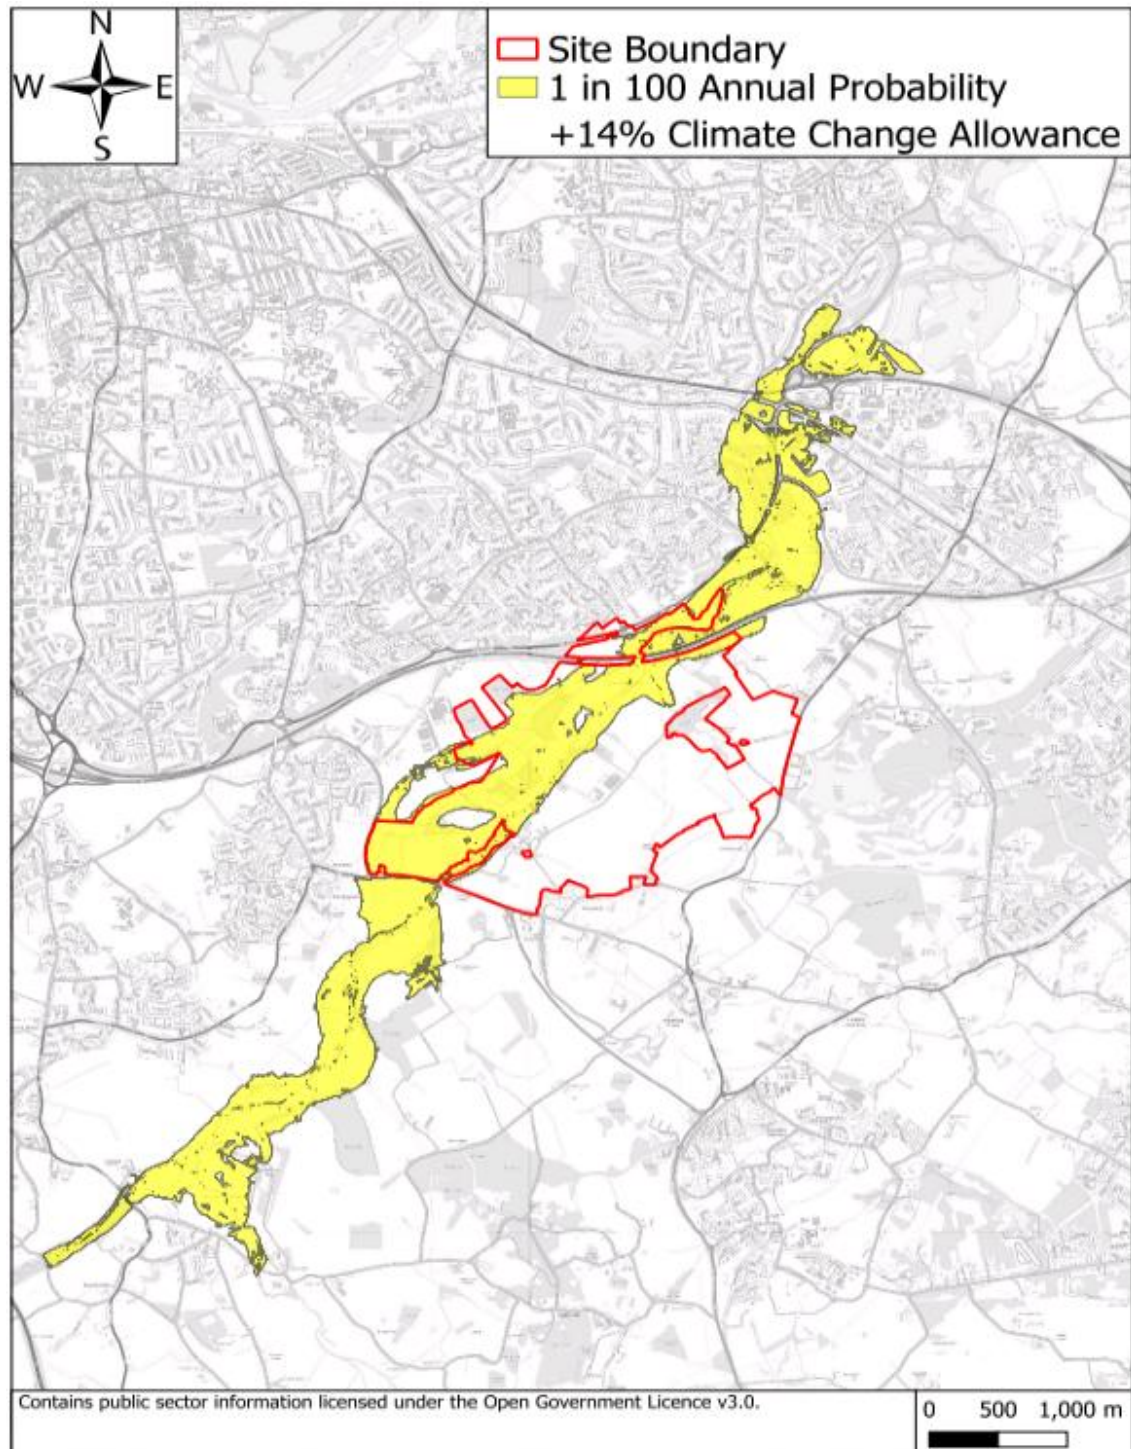 N
W E
S
Site Boundary
1 in 100 Annual Probability
+14% Climate Change Allowance
Contains public sector information licensed under the Open Government Licence v3.0.
0 500 1,000 m